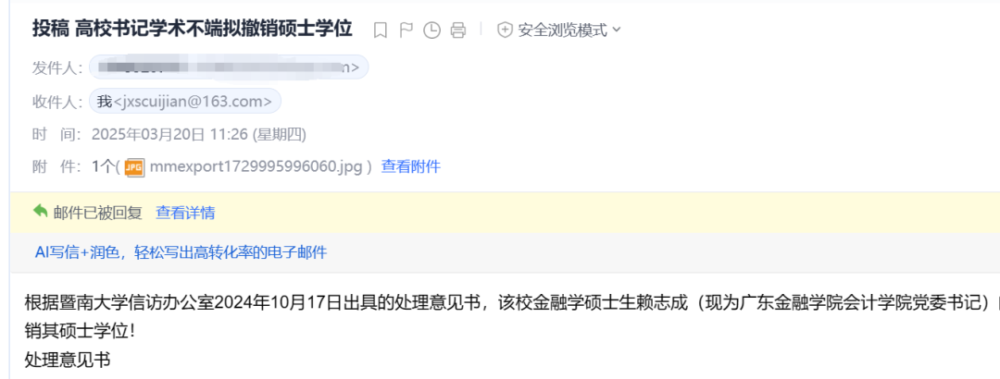 投稿 高校书记学术不端拟撤销硕士学位
安全浏览模式
发件人：
收件人： 我<jxscuijian@163.com>
时 间： 2025年03月20日 11:26 (星期四)
附 件： 1个( JPG mmexport1729995996060.jpg ) 查看附件
邮件已被回复 查看详情
AI写信+润色，轻松写出高转化率的电子邮件
根据暨南大学信访办公室2024年10月17日出具的处理意见书，该校金融学硕士生赖志成（现为广东金融学院会计学院党委书记）
销其硕士学位！
处理意见书